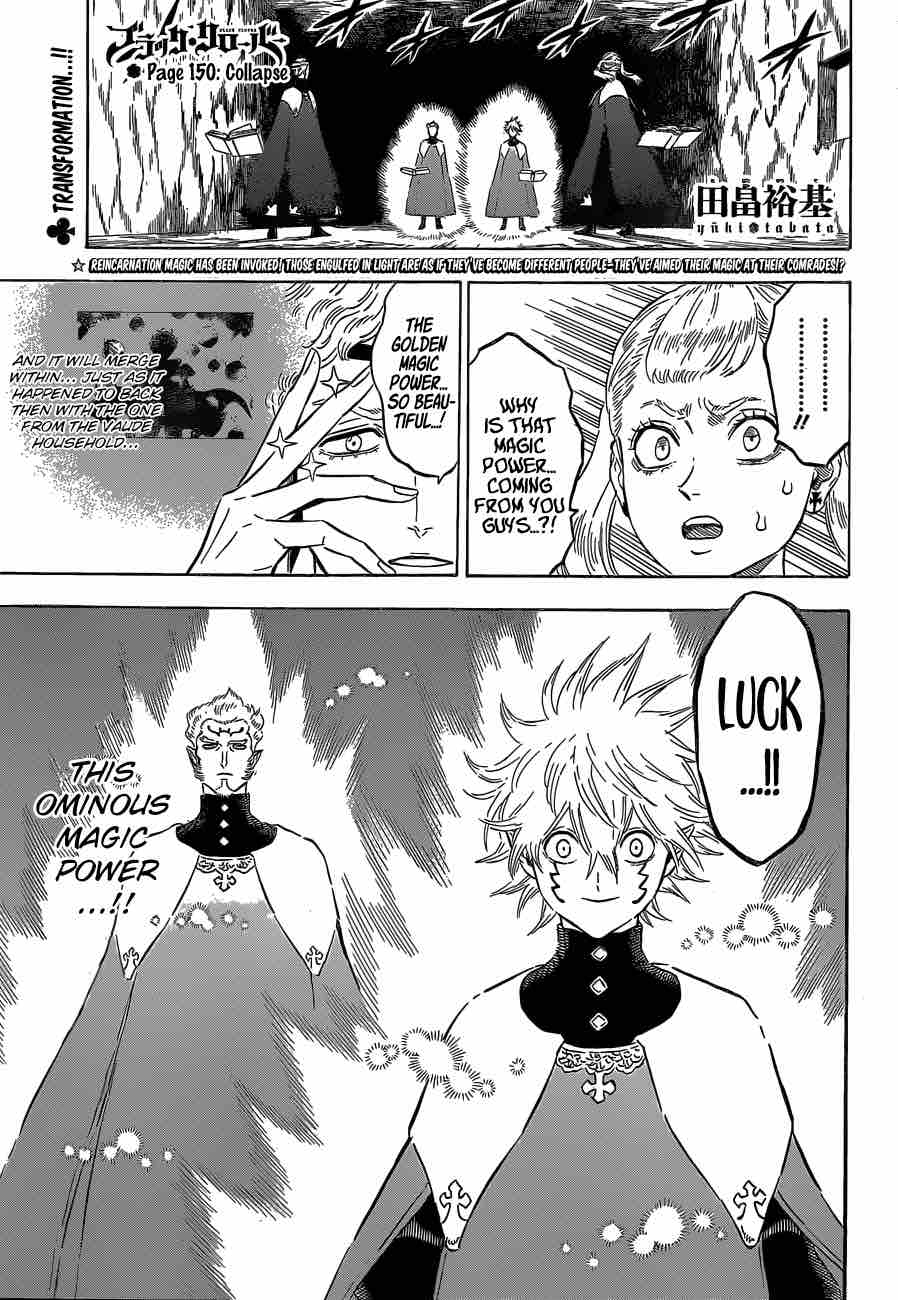 TRANSFORMATION...!!
ブラッククローバー
Page 150: Collapse
田畠裕基
yūki tabata
☆ REINCARNATION MAGIC HAS BEEN INVOKED! THOSE ENGULFED IN LIGHT ARE AS IF THEY'VE BECOME DIFFERENT PEOPLE–THEY'VE AIMED THEIR MAGIC AT THEIR COMRADES!?
.........!!
WHY
IS THAT
MAGIC
POWER...
COMING
FROM YOU
GUYS...?!
THE
GOLDEN
MAGIC
POWER...
SO BEAU-
TIFUL...!
AND IT WILL MERGE
WITHIN... JUST AS IT
HAPPENED TO BACK
THEN WITH THE ONE
FROM THE VAUDE
HOUSEHOLD...
LUCK
...!!
THIS
OMINOUS
MAGIC
POWER
...!!